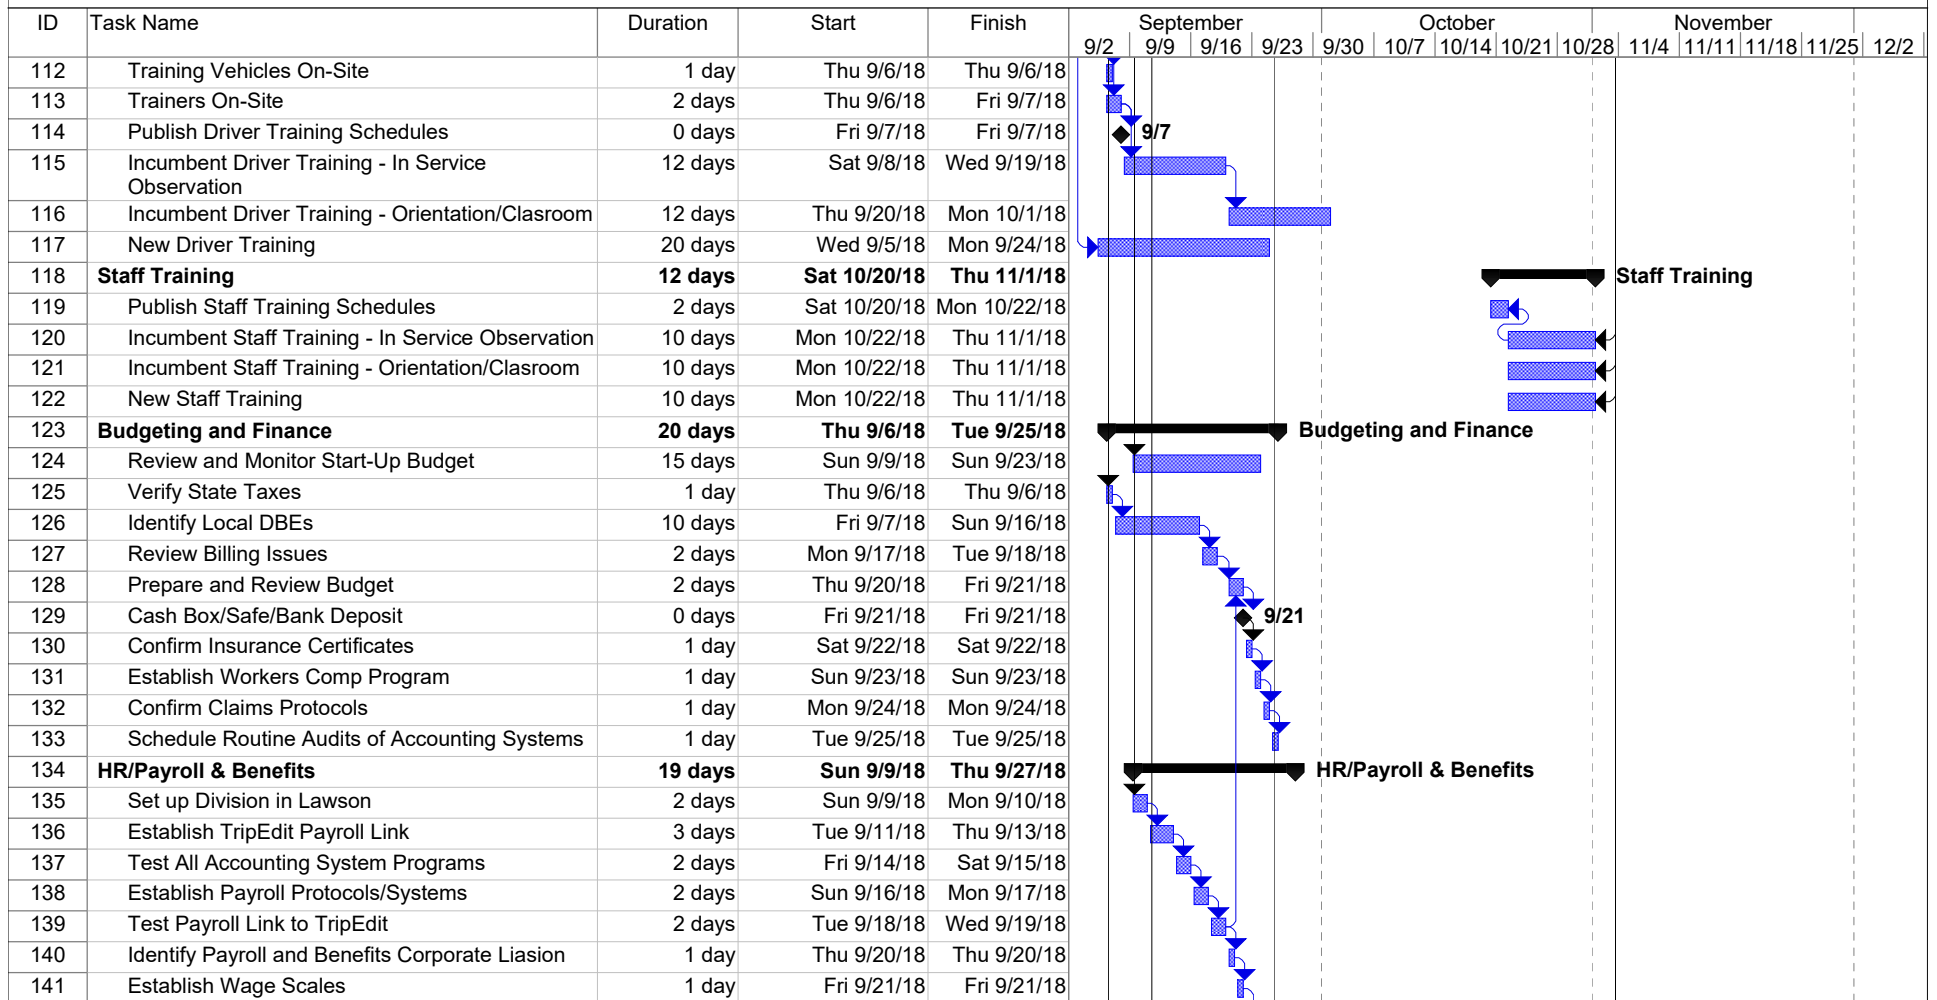 ID Task Name Duration Start Finish September October November
9/2 9/9 9/16 9/23 9/30 10/7 10/14 10/21 10/28 11/4 11/11 11/18 11/25 12/2
112 Training Vehicles On-Site 1 day Thu 9/6/18 Thu 9/6/18
113 Trainers On-Site 2 days Thu 9/6/18 Fri 9/7/18
114 Publish Driver Training Schedules 0 days Fri 9/7/18 Fri 9/7/18 9/7
115 Incumbent Driver Training - In Service 12 days Sat 9/8/18 Wed 9/19/18
Observation
116 Incumbent Driver Training - Orientation/Clasroom 12 days Thu 9/20/18 Mon 10/1/18
117 New Driver Training 20 days Wed 9/5/18 Mon 9/24/18
118 Staff Training 12 days Sat 10/20/18 Thu 11/1/18 Staff Training
119 Publish Staff Training Schedules 2 days Sat 10/20/18 Mon 10/22/18
120 Incumbent Staff Training - In Service Observation 10 days Mon 10/22/18 Thu 11/1/18
121 Incumbent Staff Training - Orientation/Clasroom 10 days Mon 10/22/18 Thu 11/1/18
122 New Staff Training 10 days Mon 10/22/18 Thu 11/1/18
123 Budgeting and Finance 20 days Thu 9/6/18 Tue 9/25/18 Budgeting and Finance
124 Review and Monitor Start-Up Budget 15 days Sun 9/9/18 Sun 9/23/18
125 Verify State Taxes 1 day Thu 9/6/18 Thu 9/6/18
126 Identify Local DBEs 10 days Fri 9/7/18 Sun 9/16/18
127 Review Billing Issues 2 days Mon 9/17/18 Tue 9/18/18
128 Prepare and Review Budget 2 days Thu 9/20/18 Fri 9/21/18
129 Cash Box/Safe/Bank Deposit 0 days Fri 9/21/18 Fri 9/21/18 9/21
130 Confirm Insurance Certificates 1 day Sat 9/22/18 Sat 9/22/18
131 Establish Workers Comp Program 1 day Sun 9/23/18 Sun 9/23/18
132 Confirm Claims Protocols 1 day Mon 9/24/18 Mon 9/24/18
133 Schedule Routine Audits of Accounting Systems 1 day Tue 9/25/18 Tue 9/25/18
134 HR/Payroll & Benefits 19 days Sun 9/9/18 Thu 9/27/18 HR/Payroll & Benefits
135 Set up Division in Lawson 2 days Sun 9/9/18 Mon 9/10/18
136 Establish TripEdit Payroll Link 3 days Tue 9/11/18 Thu 9/13/18
137 Test All Accounting System Programs 2 days Fri 9/14/18 Sat 9/15/18
138 Establish Payroll Protocols/Systems 2 days Sun 9/16/18 Mon 9/17/18
139 Test Payroll Link to TripEdit 2 days Tue 9/18/18 Wed 9/19/18
140 Identify Payroll and Benefits Corporate Liasion 1 day Thu 9/20/18 Thu 9/20/18
141 Establish Wage Scales 1 day Fri 9/21/18 Fri 9/21/18